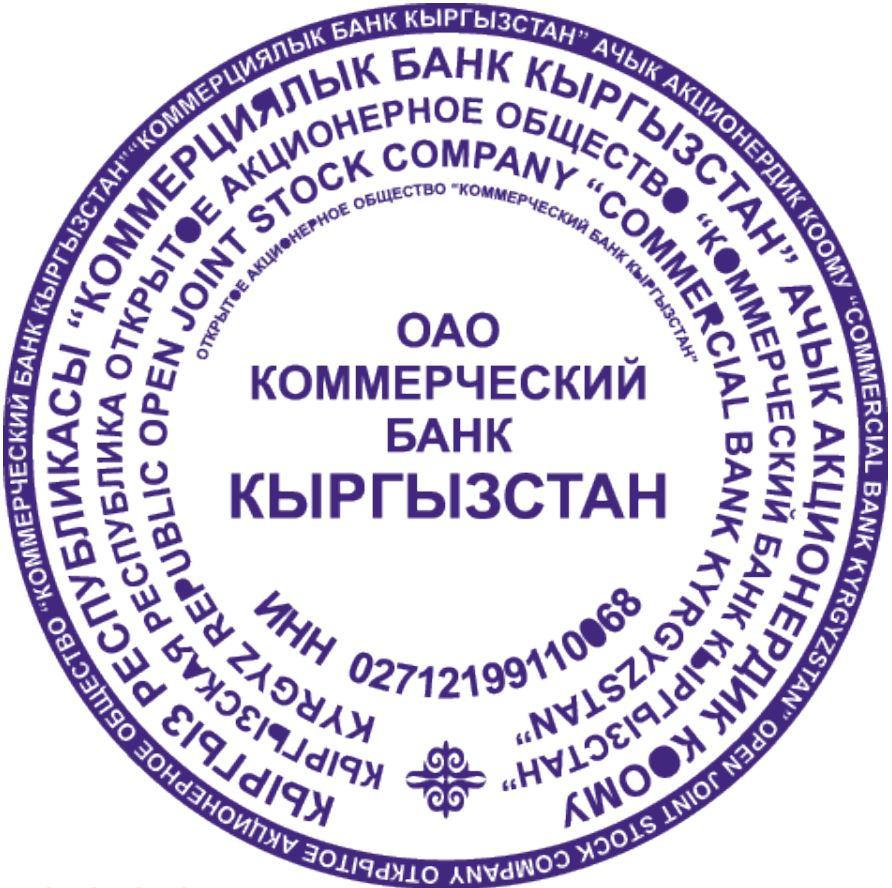 "КОММЕРЦИЯЛЫК БАНК КЫРГЫЗСТАН" АЧЫК АКЦИОНЕРДИК КООМУ "COMMERCIAL BANK KYRGYZSTAN" OPEN JOINT STOCK COMPANY ОТКРЫТОЕ АКЦИОНЕРНОЕ ОБЩЕСТВО "КОММЕРЧЕСКИЙ БАНК КЫРГЫЗСТАН"
КЫРГЫЗ РЕСПУБЛИКАСЫ "КОММЕРЦИЯЛЫК БАНК КЫРГЫЗСТАН" АЧЫК АКЦИОНЕРДИК КООМУ
КЫРГЫЗСКАЯ РЕСПУБЛИКА ОТКРЫТОЕ АКЦИОНЕРНОЕ ОБЩЕСТВО "КОММЕРЧЕСКИЙ БАНК КЫРГЫЗСТАН"
KYRGYZ REPUBLIC OPEN JOINT STOCK COMPANY "COMMERCIAL BANK KYRGYZSTAN"
ОТКРЫТОЕ АКЦИОНЕРНОЕ ОБЩЕСТВО "КОММЕРЧЕСКИЙ БАНК КЫРГЫЗСТАН"
ОАО
КОММЕРЧЕСКИЙ
БАНК
КЫРГЫЗСТАН
ИНН 02712199110068